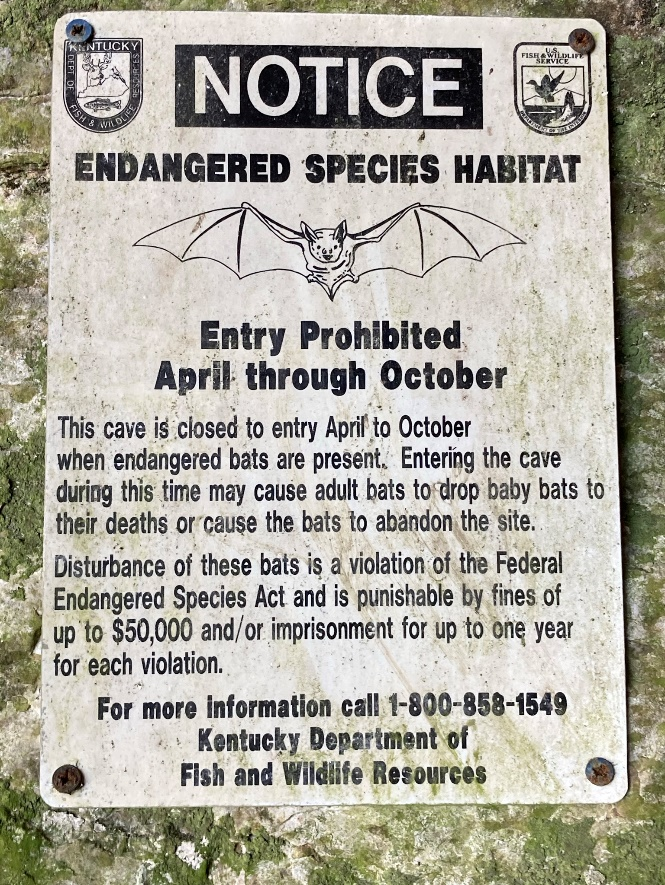 KENTUCKY
DEPT. OF FISH & WILDLIFE RESOURCES
NOTICE
U.S.
FISH & WILDLIFE
SERVICE
ENDANGERED SPECIES HABITAT
Entry Prohibited
April through October
This cave is closed to entry April to October
when endangered bats are present. Entering the cave
during this time may cause adult bats to drop baby bats to
their deaths or cause the bats to abandon the site.
Disturbance of these bats is a violation of the Federal
Endangered Species Act and is punishable by fines of
up to $50,000 and/or imprisonment for up to one year
for each violation.
For more information call 1-800-858-1549
Kentucky Department of
Fish and Wildlife Resources